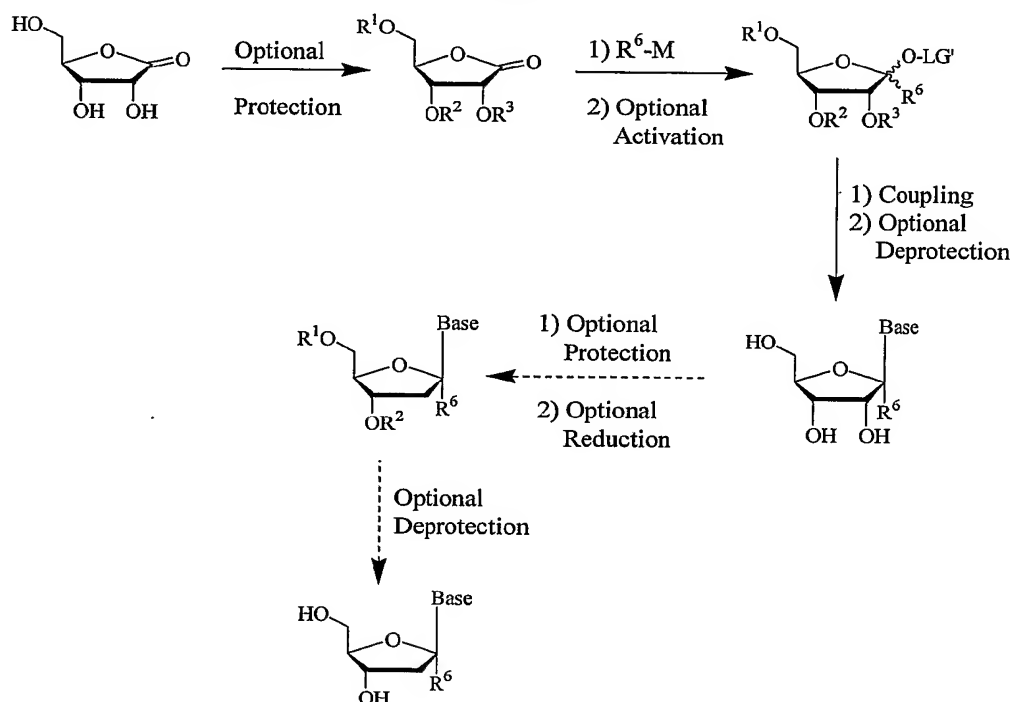 HO
O
O
OH
OH
Optional
Protection
R¹O
O
O
OR²
OR³
1) R⁶-M
2) Optional
Activation
R¹O
O
O-LG'
R⁶
OR²
OR³
1) Coupling
2) Optional
Deprotection
HO
O
Base
R⁶
OH
OH
1) Optional
Protection
2) Optional
Reduction
R¹O
O
Base
R⁶
OR²
Optional
Deprotection
HO
O
Base
R⁶
OH